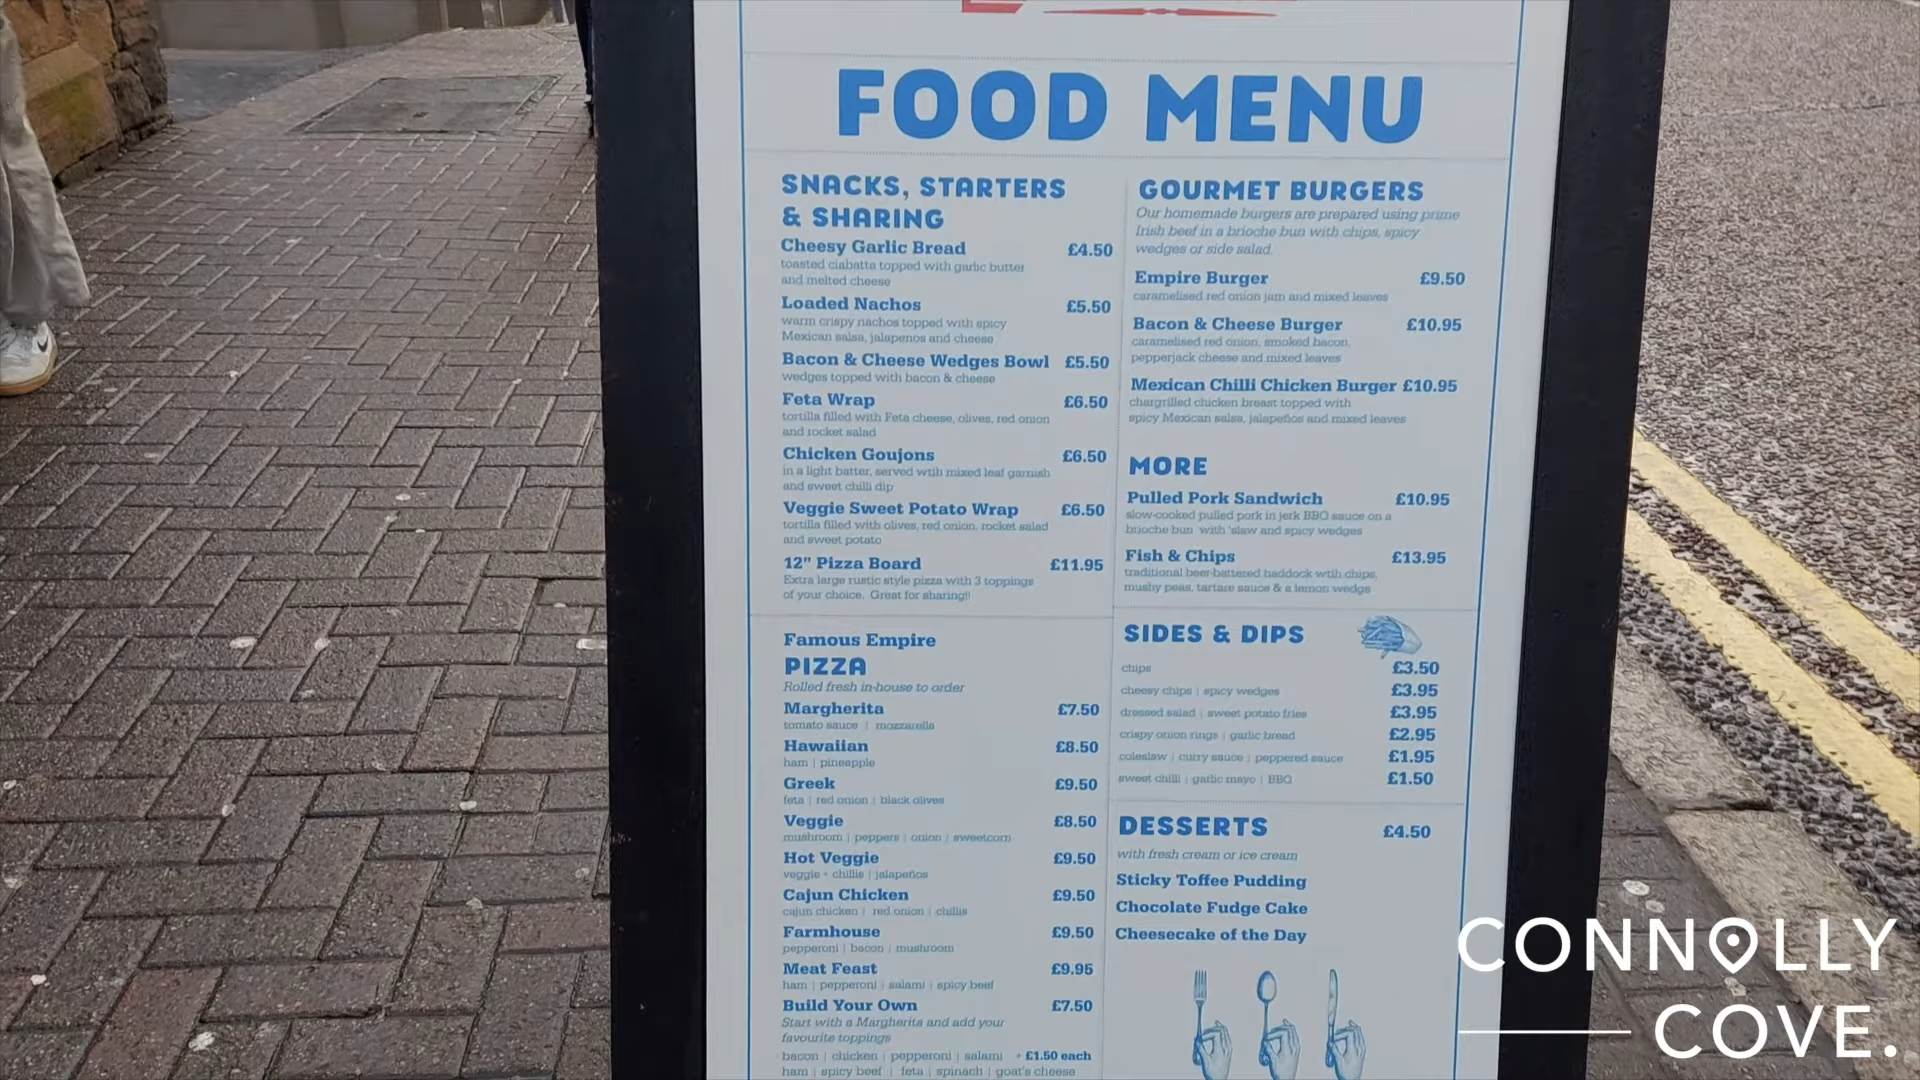 FOOD MENU
SNACKS, STARTERS
& SHARING
Cheesy Garlic Bread £4.50
toasted ciabatta topped with garlic butter
and melted cheese
Loaded Nachos £5.50
warm crispy nachos topped with spicy
Mexican salsa, jalapenos and cheese
Bacon & Cheese Wedges Bowl £5.50
wedges topped with bacon & cheese
Feta Wrap £6.50
tortilla filled with Feta cheese, olives, red onion
and rocket salad
Chicken Goujons £6.50
in a light batter, served wtih mixed leaf garnish
and sweet chilli dip
Veggie Sweet Potato Wrap £6.50
tortilla filled with olives, red onion, rocket salad
and sweet potato
12" Pizza Board £11.95
Extra large rustic style pizza with 3 toppings
of your choice. Great for sharing!!
Famous Empire
PIZZA
Rolled fresh in-house to order
Margherita £7.50
tomato sauce | mozzarella
Hawaiian £8.50
ham | pineapple
Greek £9.50
feta | red onion | black olives
Veggie £8.50
mushroom | peppers | onion | sweetcorn
Hot Veggie £9.50
veggie + chillis | jalapeños
Cajun Chicken £9.50
cajun chicken | red onion | chillis
Farmhouse £9.50
pepperoni | bacon | mushroom
Meat Feast £9.95
ham | pepperoni | salami | spicy beef
Build Your Own £7.50
Start with a Margherita and add your
favourite toppings
bacon | chicken | pepperoni | salami + £1.50 each
ham | spicy beef | feta | spinach | goat's cheese
GOURMET BURGERS
Our homemade burgers are prepared using prime
Irish beef in a brioche bun with chips, spicy
wedges or side salad.
Empire Burger £9.50
caramelised red onion jam and mixed leaves
Bacon & Cheese Burger £10.95
caramelised red onion, smoked bacon,
pepperjack cheese and mixed leaves
Mexican Chilli Chicken Burger £10.95
chargrilled chicken breast topped with
spicy Mexican salsa, jalapeños and mixed leaves
MORE
Pulled Pork Sandwich £10.95
slow-cooked pulled pork in jerk BBQ sauce on a
brioche bun with 'slaw and spicy wedges
Fish & Chips £13.95
traditional beer-battered haddock wtih chips,
mushy peas, tartare sauce & a lemon wedge
SIDES & DIPS
chips £3.50
cheesy chips | spicy wedges £3.95
dressed salad | sweet potato fries £3.95
crispy onion rings | garlic bread £2.95
coleslaw | curry sauce | peppered sauce £1.95
sweet chilli | garlic mayo | BBQ £1.50
DESSERTS £4.50
with fresh cream or ice cream
Sticky Toffee Pudding
Chocolate Fudge Cake
Cheesecake of the Day
CONNOLLY
COVE.